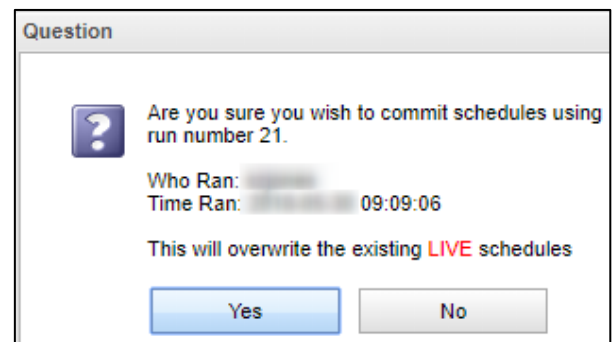 Question
Are you sure you wish to commit schedules using
run number 21.
Who Ran:
Time Ran: 09:09:06
This will overwrite the existing LIVE schedules
Yes No